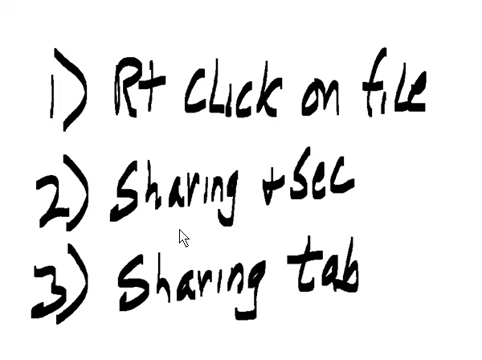 1) Rt Click on file
2) Sharing + Sec
3) Sharing tab